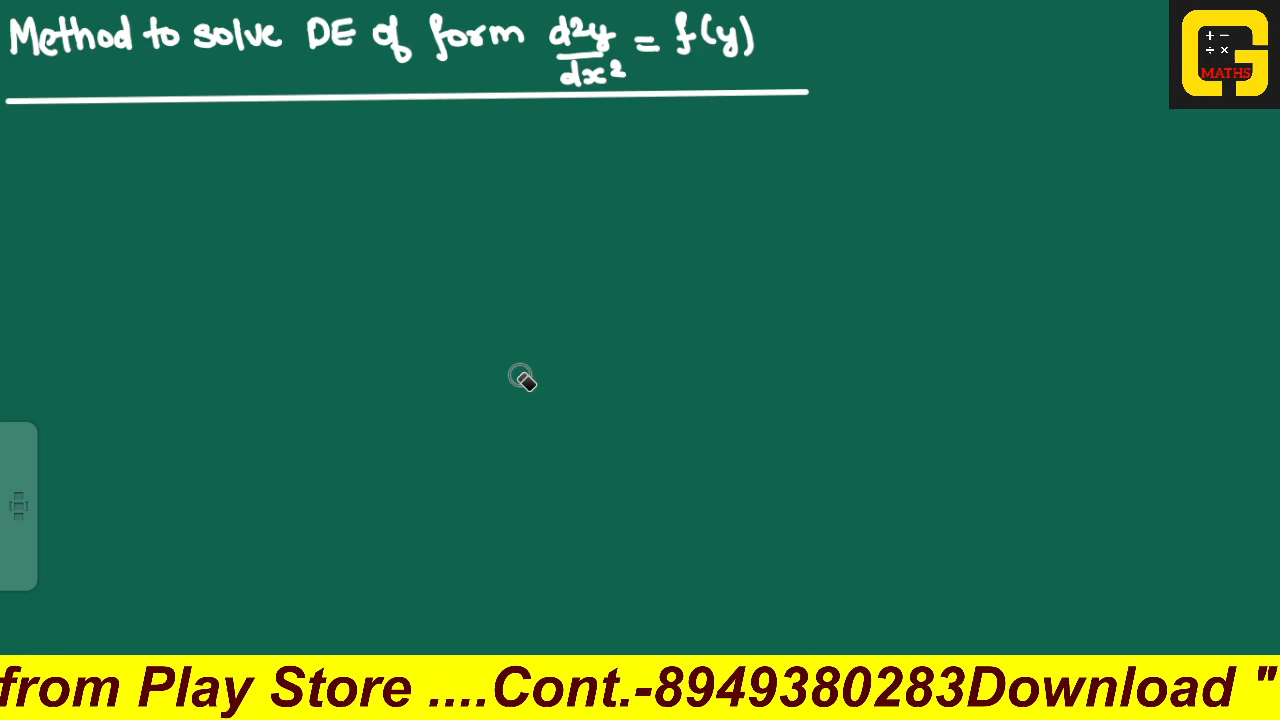 Method to solve DE of form d2y/dx2 = f(y)
+ −
÷ ×
MATHS
from Play Store ....Cont.-8949380283Download "